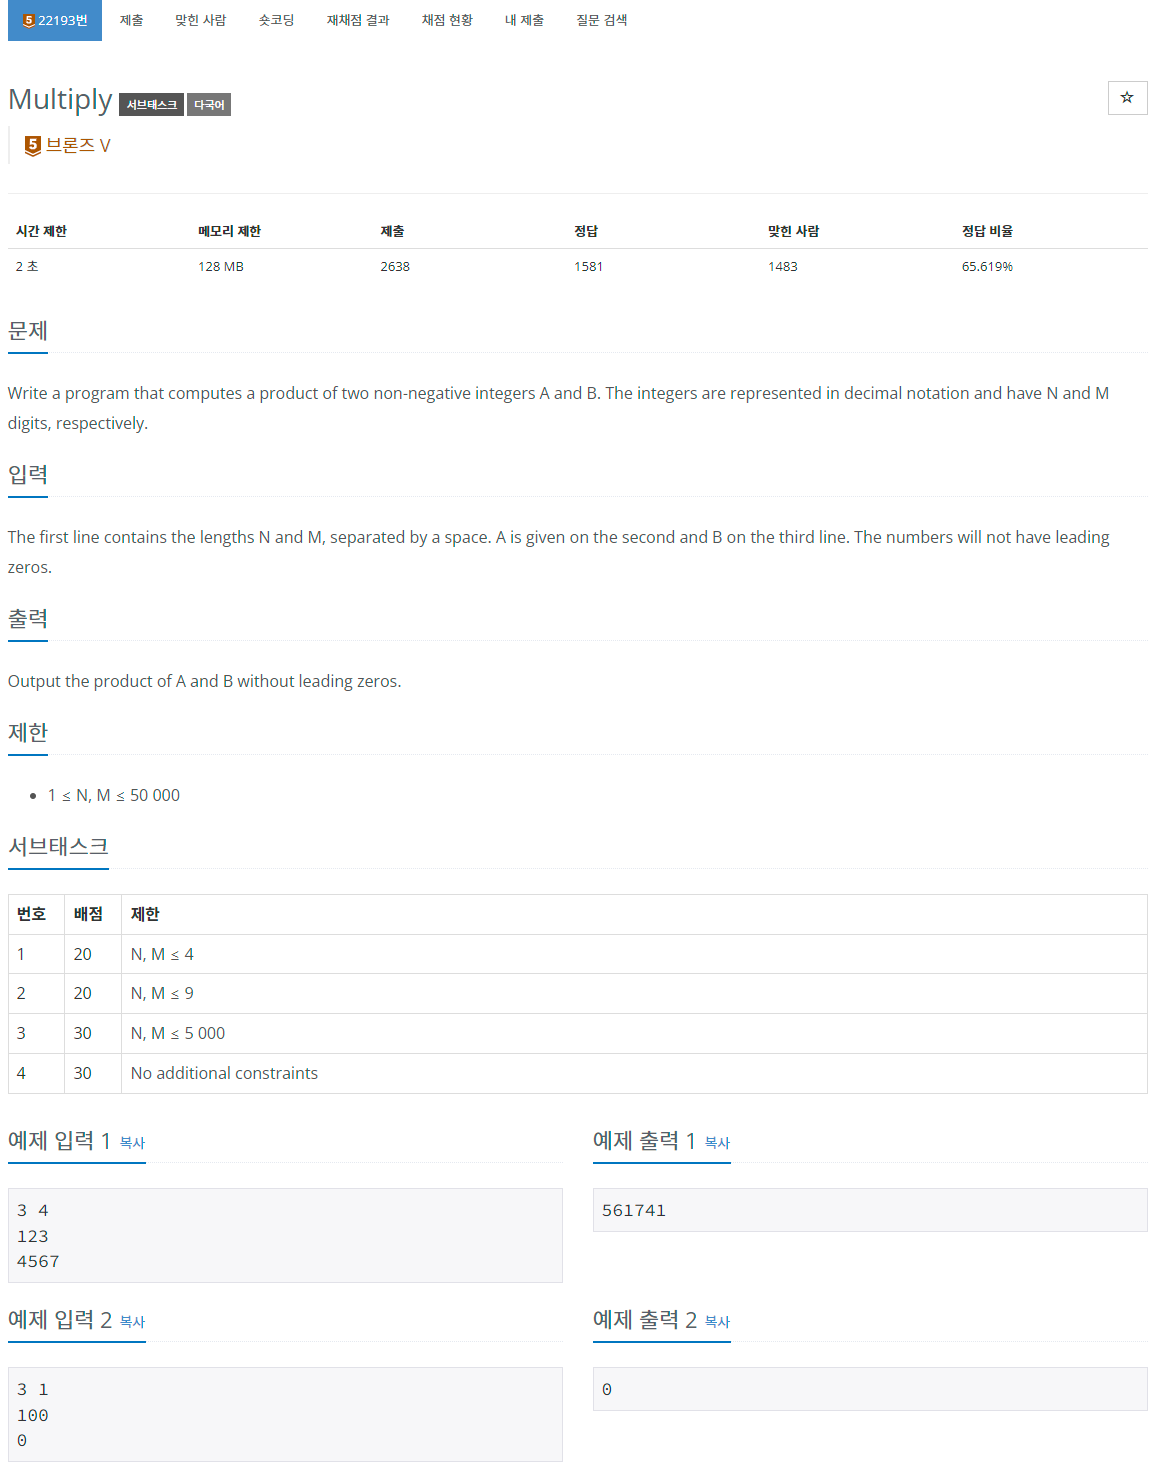 5 22193번 제출 맞힌 사람 숏코딩 재채점 결과 채점 현황 내 제출 질문 검색
Multiply 서브태스크 다국어
5 브론즈 V
시간 제한 메모리 제한 제출 정답 맞힌 사람 정답 비율
2 초 128 MB 2638 1581 1483 65.619%
문제
Write a program that computes a product of two non-negative integers A and B. The integers are represented in decimal notation and have N and M
digits, respectively.
입력
The first line contains the lengths N and M, separated by a space. A is given on the second and B on the third line. The numbers will not have leading
zeros.
출력
Output the product of A and B without leading zeros.
제한
• 1 ≤ N, M ≤ 50 000
서브태스크
번호 배점 제한
1 20 N, M ≤ 4
2 20 N, M ≤ 9
3 30 N, M ≤ 5 000
4 30 No additional constraints
예제 입력 1 복사
3 4
123
4567
예제 출력 1 복사
561741
예제 입력 2 복사
3 1
100
0
예제 출력 2 복사
0